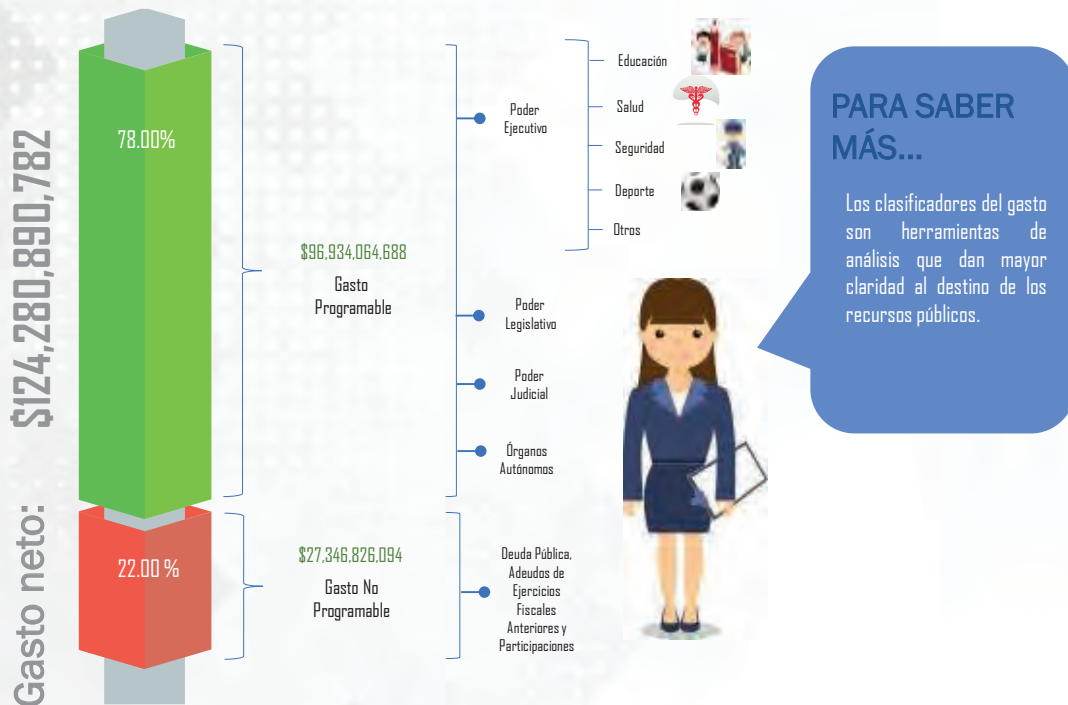 Gasto neto: $124,280,890,782
78.00%
22.00 %
$96,934,064,688
Gasto
Programable
$27,346,826,094
Gasto No
Programable
Poder
Ejecutivo
Educación
Salud
Seguridad
Deporte
Otros
Poder
Legislativo
Poder
Judicial
Órganos
Autónomos
Deuda Pública,
Adeudos de
Ejercicios
Fiscales
Anteriores y
Participaciones
PARA SABER
MÁS...
Los clasificadores del gasto
son herramientas de
análisis que dan mayor
claridad al destino de los
recursos públicos.